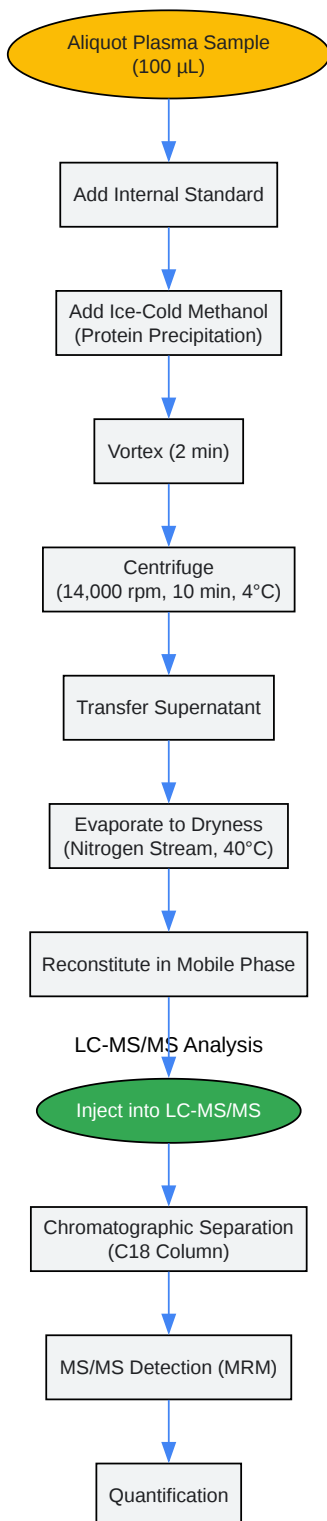 Aliquot Plasma Sample
(100 µL)
Add Internal Standard
Add Ice-Cold Methanol
(Protein Precipitation)
Vortex (2 min)
Centrifuge
(14,000 rpm, 10 min, 4°C)
Transfer Supernatant
Evaporate to Dryness
(Nitrogen Stream, 40°C)
Reconstitute in Mobile Phase
LC-MS/MS Analysis
Inject into LC-MS/MS
Chromatographic Separation
(C18 Column)
MS/MS Detection (MRM)
Quantification